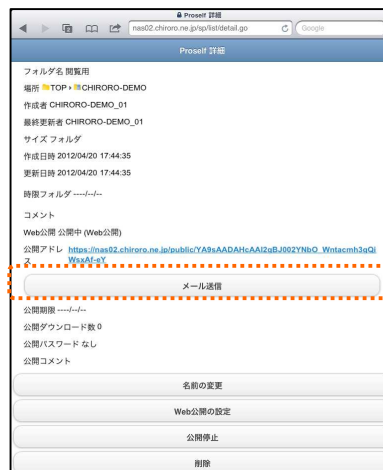 Proself 詳細
nas02.chiroro.ne.jp/sp/list/detail.go
Google
Proself 詳細
フォルダ名 閲覧用
場所 TOP › CHIRORO-DEMO
作成者 CHIRORO-DEMO_01
最終更新者 CHIRORO-DEMO_01
サイズ フォルダ
作成日時 2012/04/20 17:44:35
更新日時 2012/04/20 17:44:35
時限フォルダ ----/--/--
コメント
Web公開 公開中 (Web公開)
公開アドレス https://nas02.chiroro.ne.jp/public/YA9sAADAHcAAI2qBJ002YNbO_Wntacmh3qQi
WsxAf-eY
メール送信
公開期限 ----/--/--
公開ダウンロード数 0
公開パスワード なし
公開コメント
名前の変更
Web公開の設定
公開停止
削除